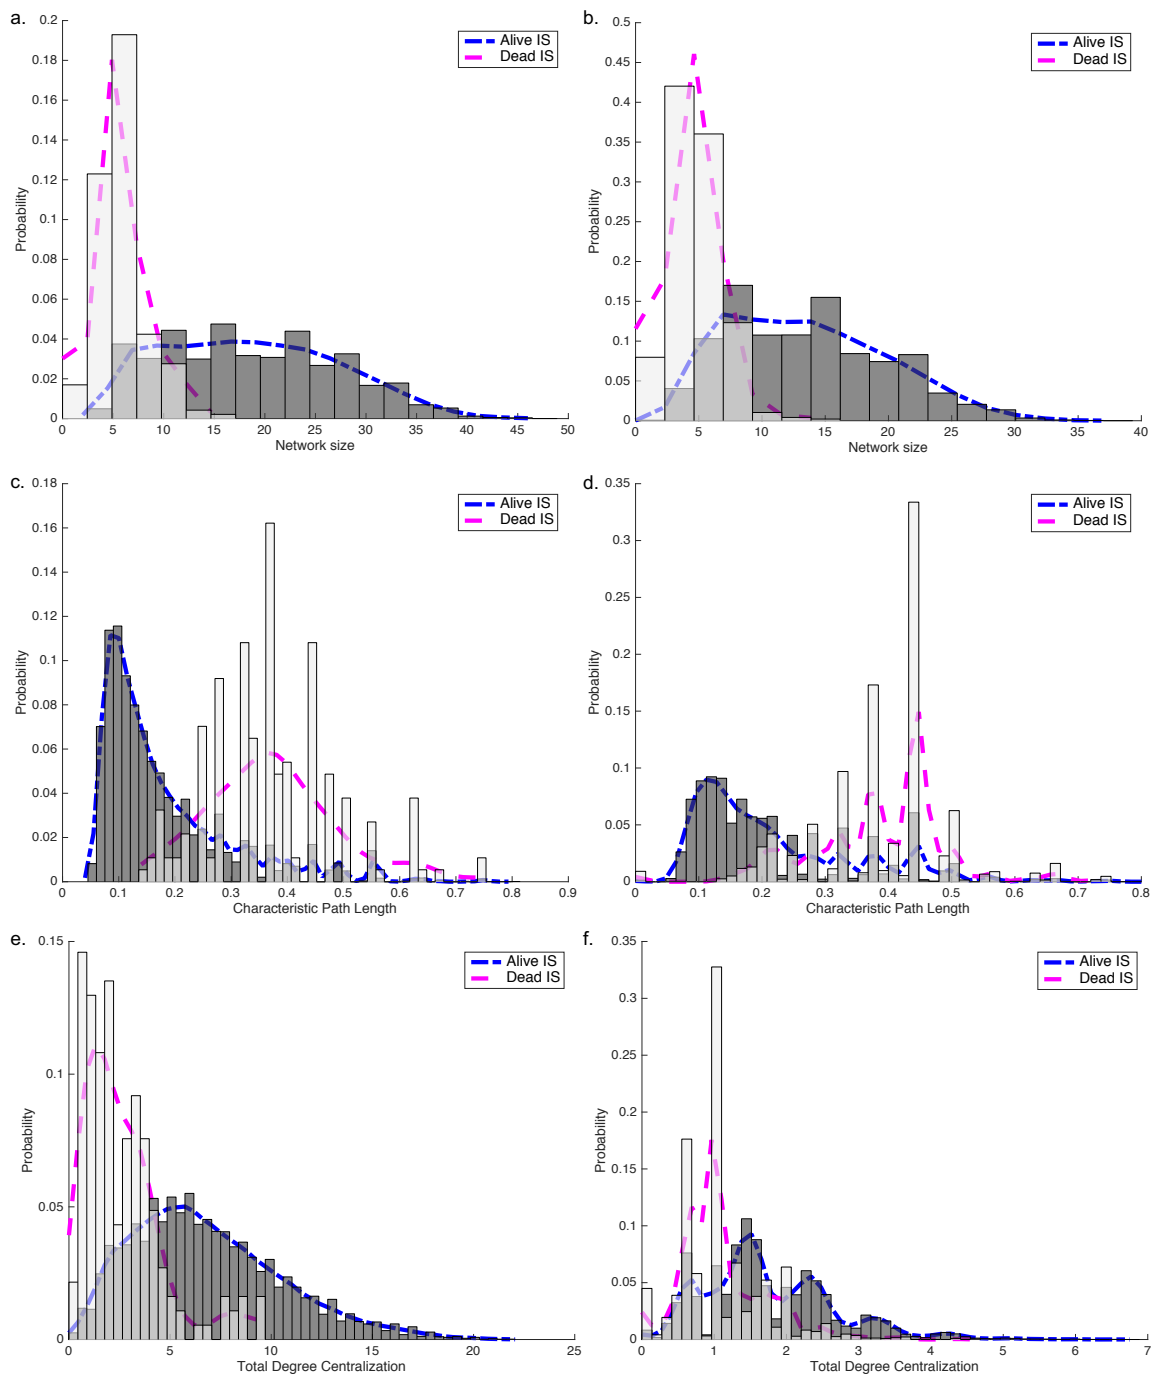 a.
0.2
0.18
0.16
0.14
0.12
0.1
0.08
0.06
0.04
0.02
0
Probability
0 5 10 15 20 25 30 35 40 45 50
Network size
Alive IS
Dead IS
b.
0.5
0.45
0.4
0.35
0.3
0.25
0.2
0.15
0.1
0.05
0
Probability
0 5 10 15 20 25 30 35 40
Network size
Alive IS
Dead IS
c.
0.18
0.16
0.14
0.12
0.1
0.08
0.06
0.04
0.02
0
Probability
0 0.1 0.2 0.3 0.4 0.5 0.6 0.7 0.8 0.9
Characteristic Path Length
Alive IS
Dead IS
d.
0.35
0.3
0.25
0.2
0.15
0.1
0.05
0
Probability
0 0.1 0.2 0.3 0.4 0.5 0.6 0.7 0.8
Characteristic Path Length
Alive IS
Dead IS
e.
0.15
0.1
0.05
0
Probability
0 5 10 15 20 25
Total Degree Centralization
Alive IS
Dead IS
f.
0.35
0.3
0.25
0.2
0.15
0.1
0.05
0
Probability
0 1 2 3 4 5 6 7
Total Degree Centralization
Alive IS
Dead IS